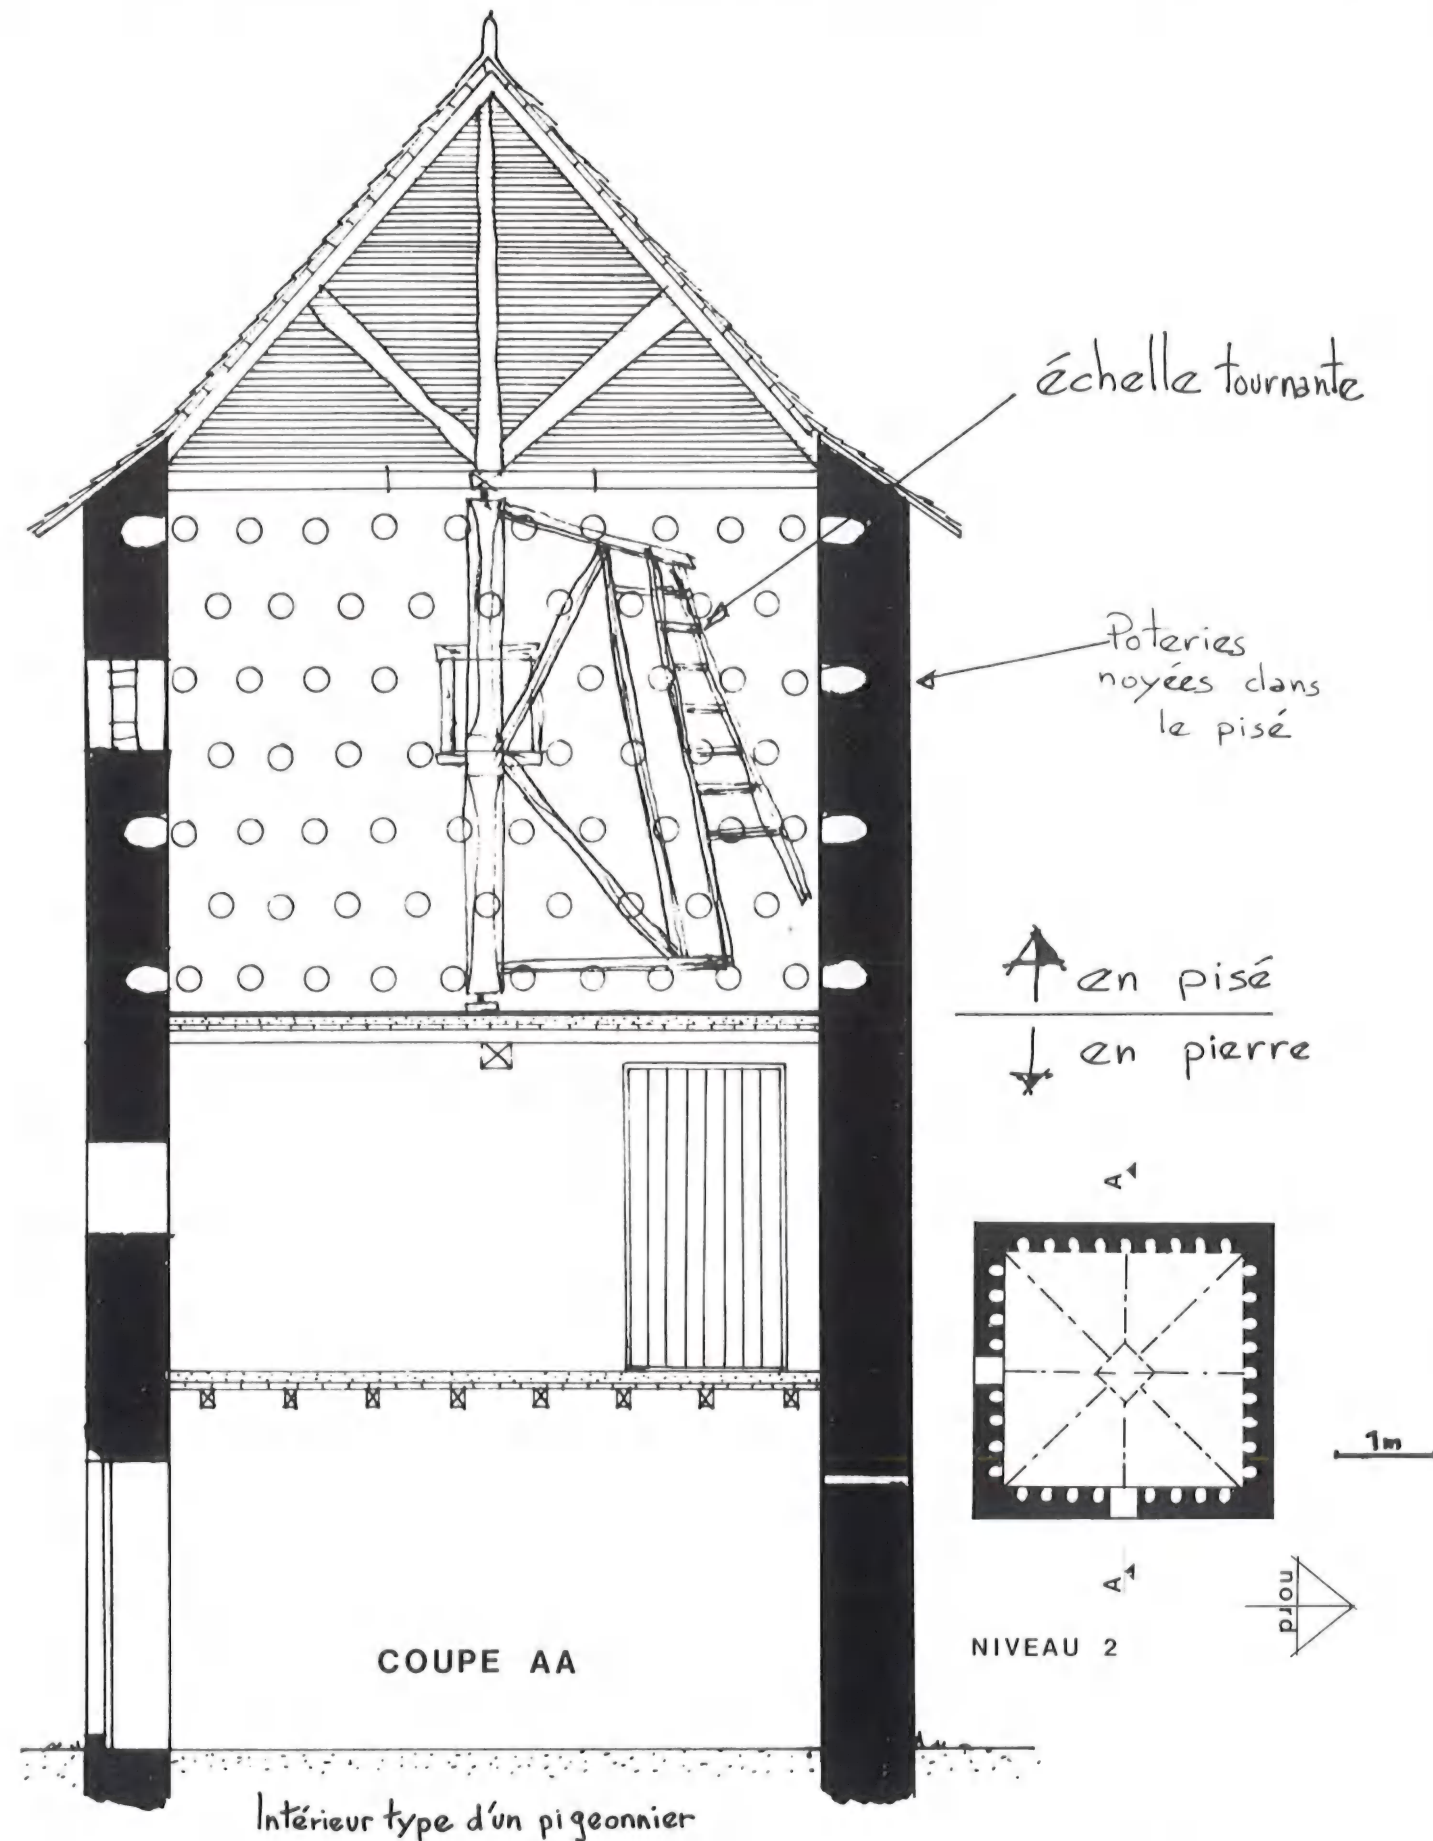 échelle tournante
Poteries
noyées dans
le pisé
en pisé
en pierre
A
1m
A
nord
NIVEAU 2
COUPE AA
Intérieur type d'un pigeonnier